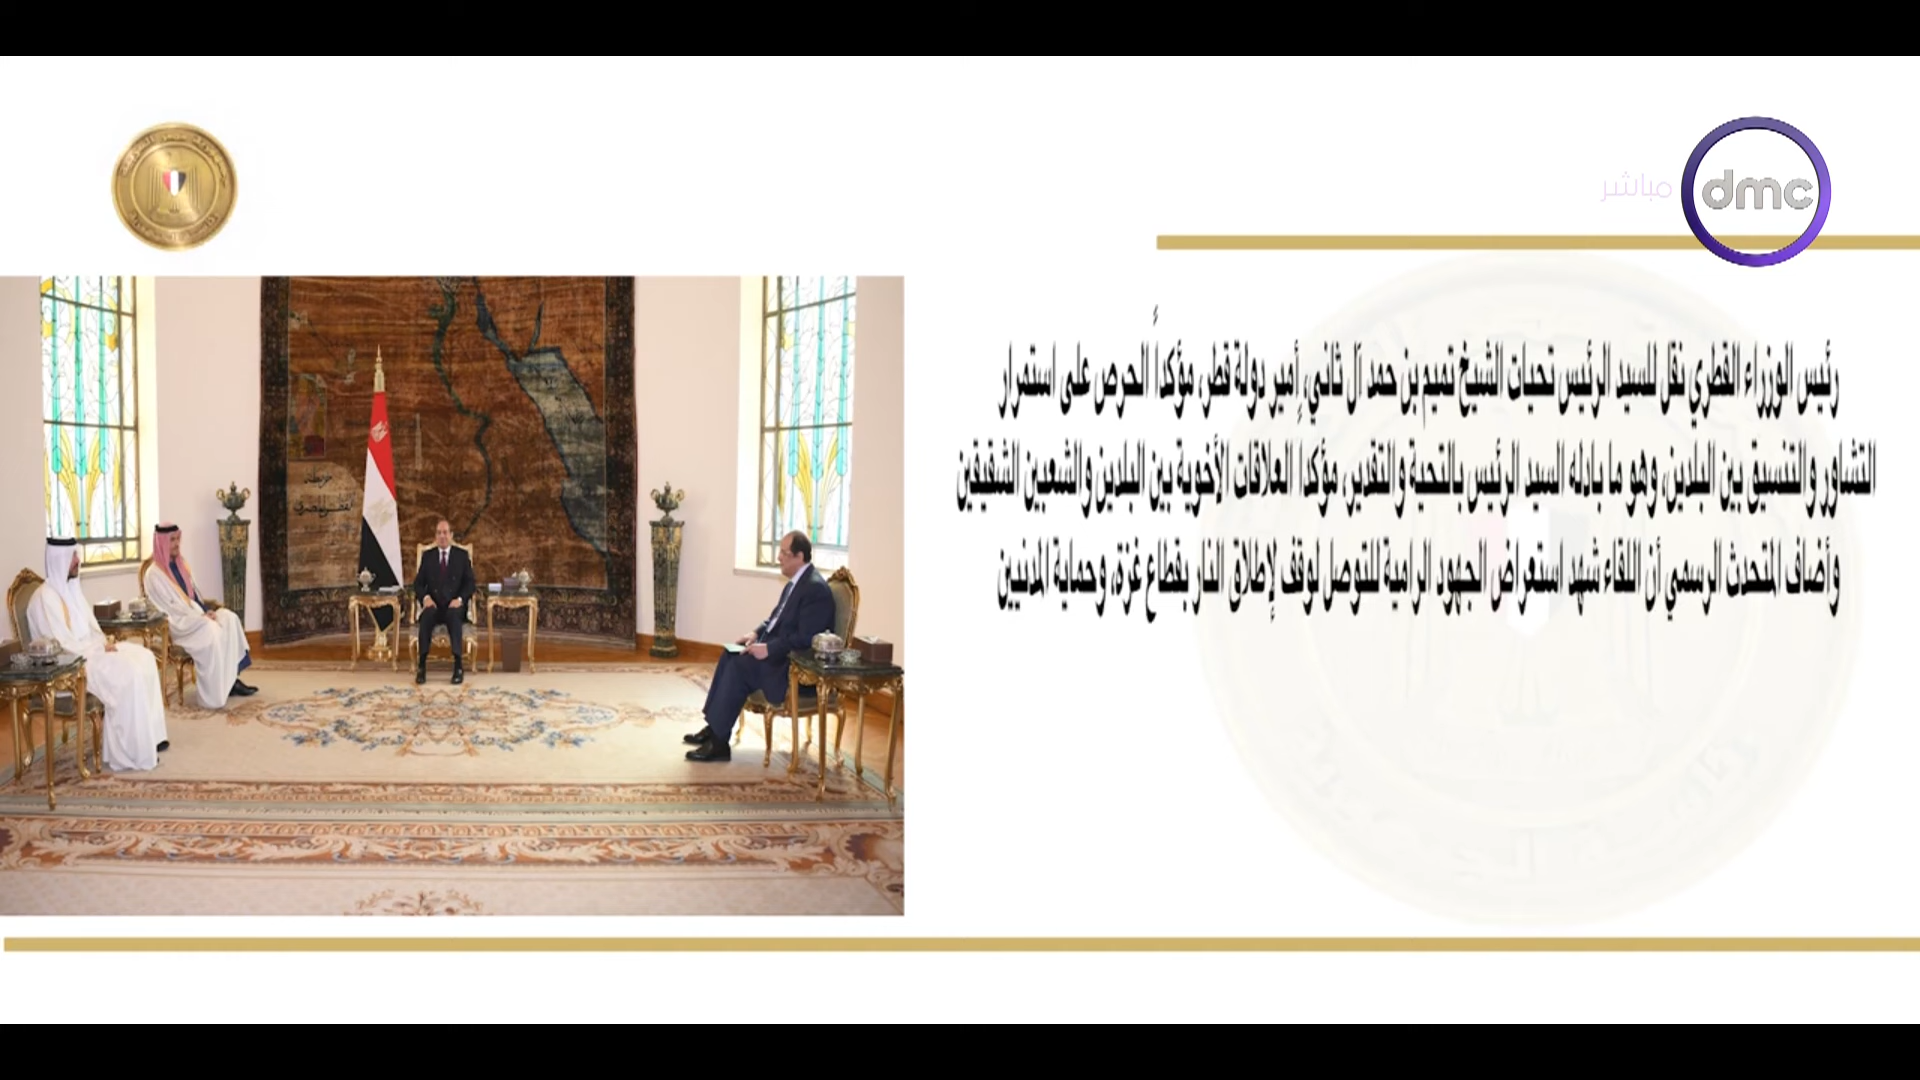 مباشر
dmc
رئيس الوزراء القطري نقل للسيد الرئيس تحيات الشيخ تميم بن حمد آل ثاني، أمير دولة قطر، مؤكداً الحرص على استمرار
التشاور والتنسيق بين البلدين، وهو ما بادله السيد الرئيس بالتحية والتقدير، مؤكداً العلاقات الأخوية بين البلدين والشعبين الشقيقين
وأضاف المتحدث الرسمي أن اللقاء شهد استعراض الجهود الرامية للتوصل لوقف لإطلاق النار بقطاع غزة، وحماية المدنيين